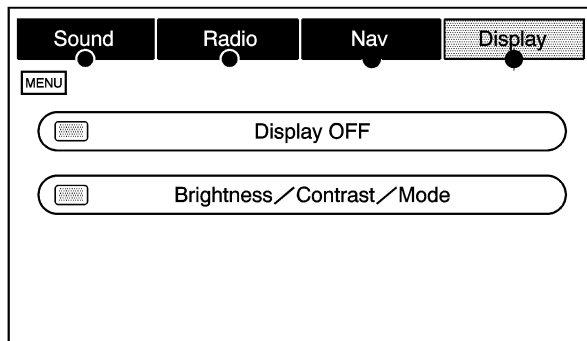 Sound Radio Nav Display
MENU
Display OFF
Brightness／Contrast／Mode